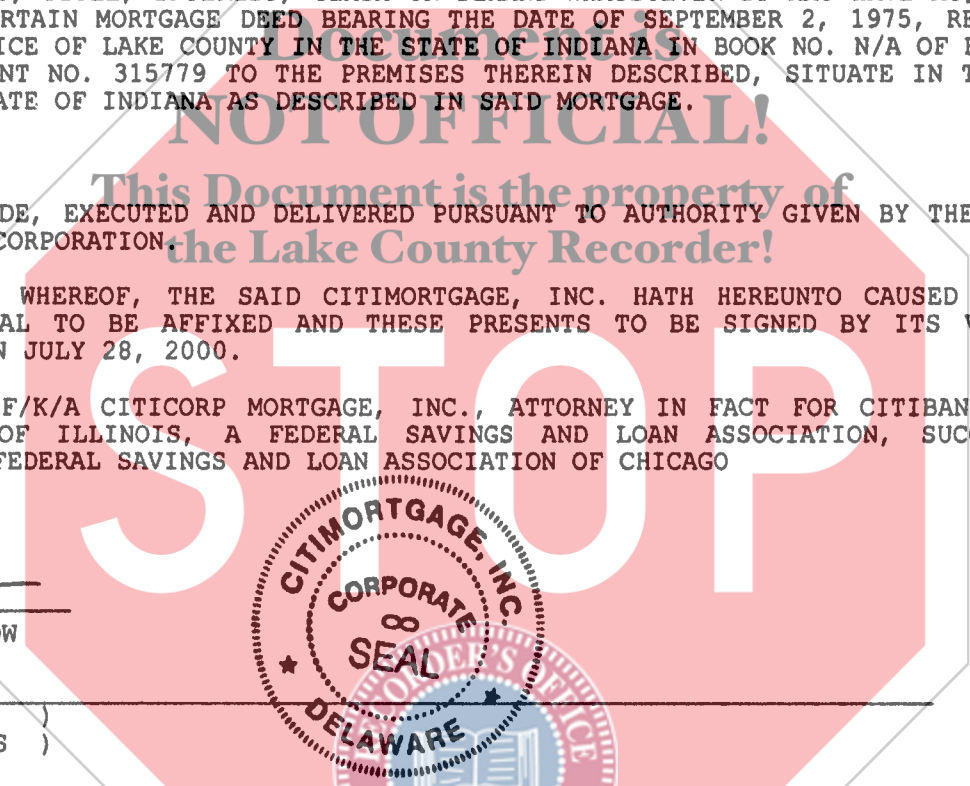 RTAIN MORTGAGE DEED BEARING THE DATE OF SEPTEMBER 2, 1975, RE
ICE OF LAKE COUNTY IN THE STATE OF INDIANA IN BOOK NO. N/A OF
Document is
NT NO. 315779 TO THE PREMISES THEREIN DESCRIBED, SITUATE IN T
ATE OF INDIANA AS DESCRIBED IN SAID MORTGAGE.
NOT OFFICIAL!
This Document is the property of
DE, EXECUTED AND DELIVERED PURSUANT TO AUTHORITY GIVEN BY THE
CORPORATION.
the Lake County Recorder!
WHEREOF, THE SAID CITIMORTGAGE, INC. HATH HEREUNTO CAUSED
AL TO BE AFFIXED AND THESE PRESENTS TO BE SIGNED BY ITS V
N JULY 28, 2000.
STOP
F/K/A CITICORP MORTGAGE, INC., ATTORNEY IN FACT FOR CITIBAN
OF ILLINOIS, A FEDERAL SAVINGS AND LOAN ASSOCIATION, SUC
FEDERAL SAVINGS AND LOAN ASSOCIATION OF CHICAGO
CITIMORTGAGE, INC.
CORPORATE
SEAL
DELAWARE
OW
RECORDER'S OFFICE
)
S )